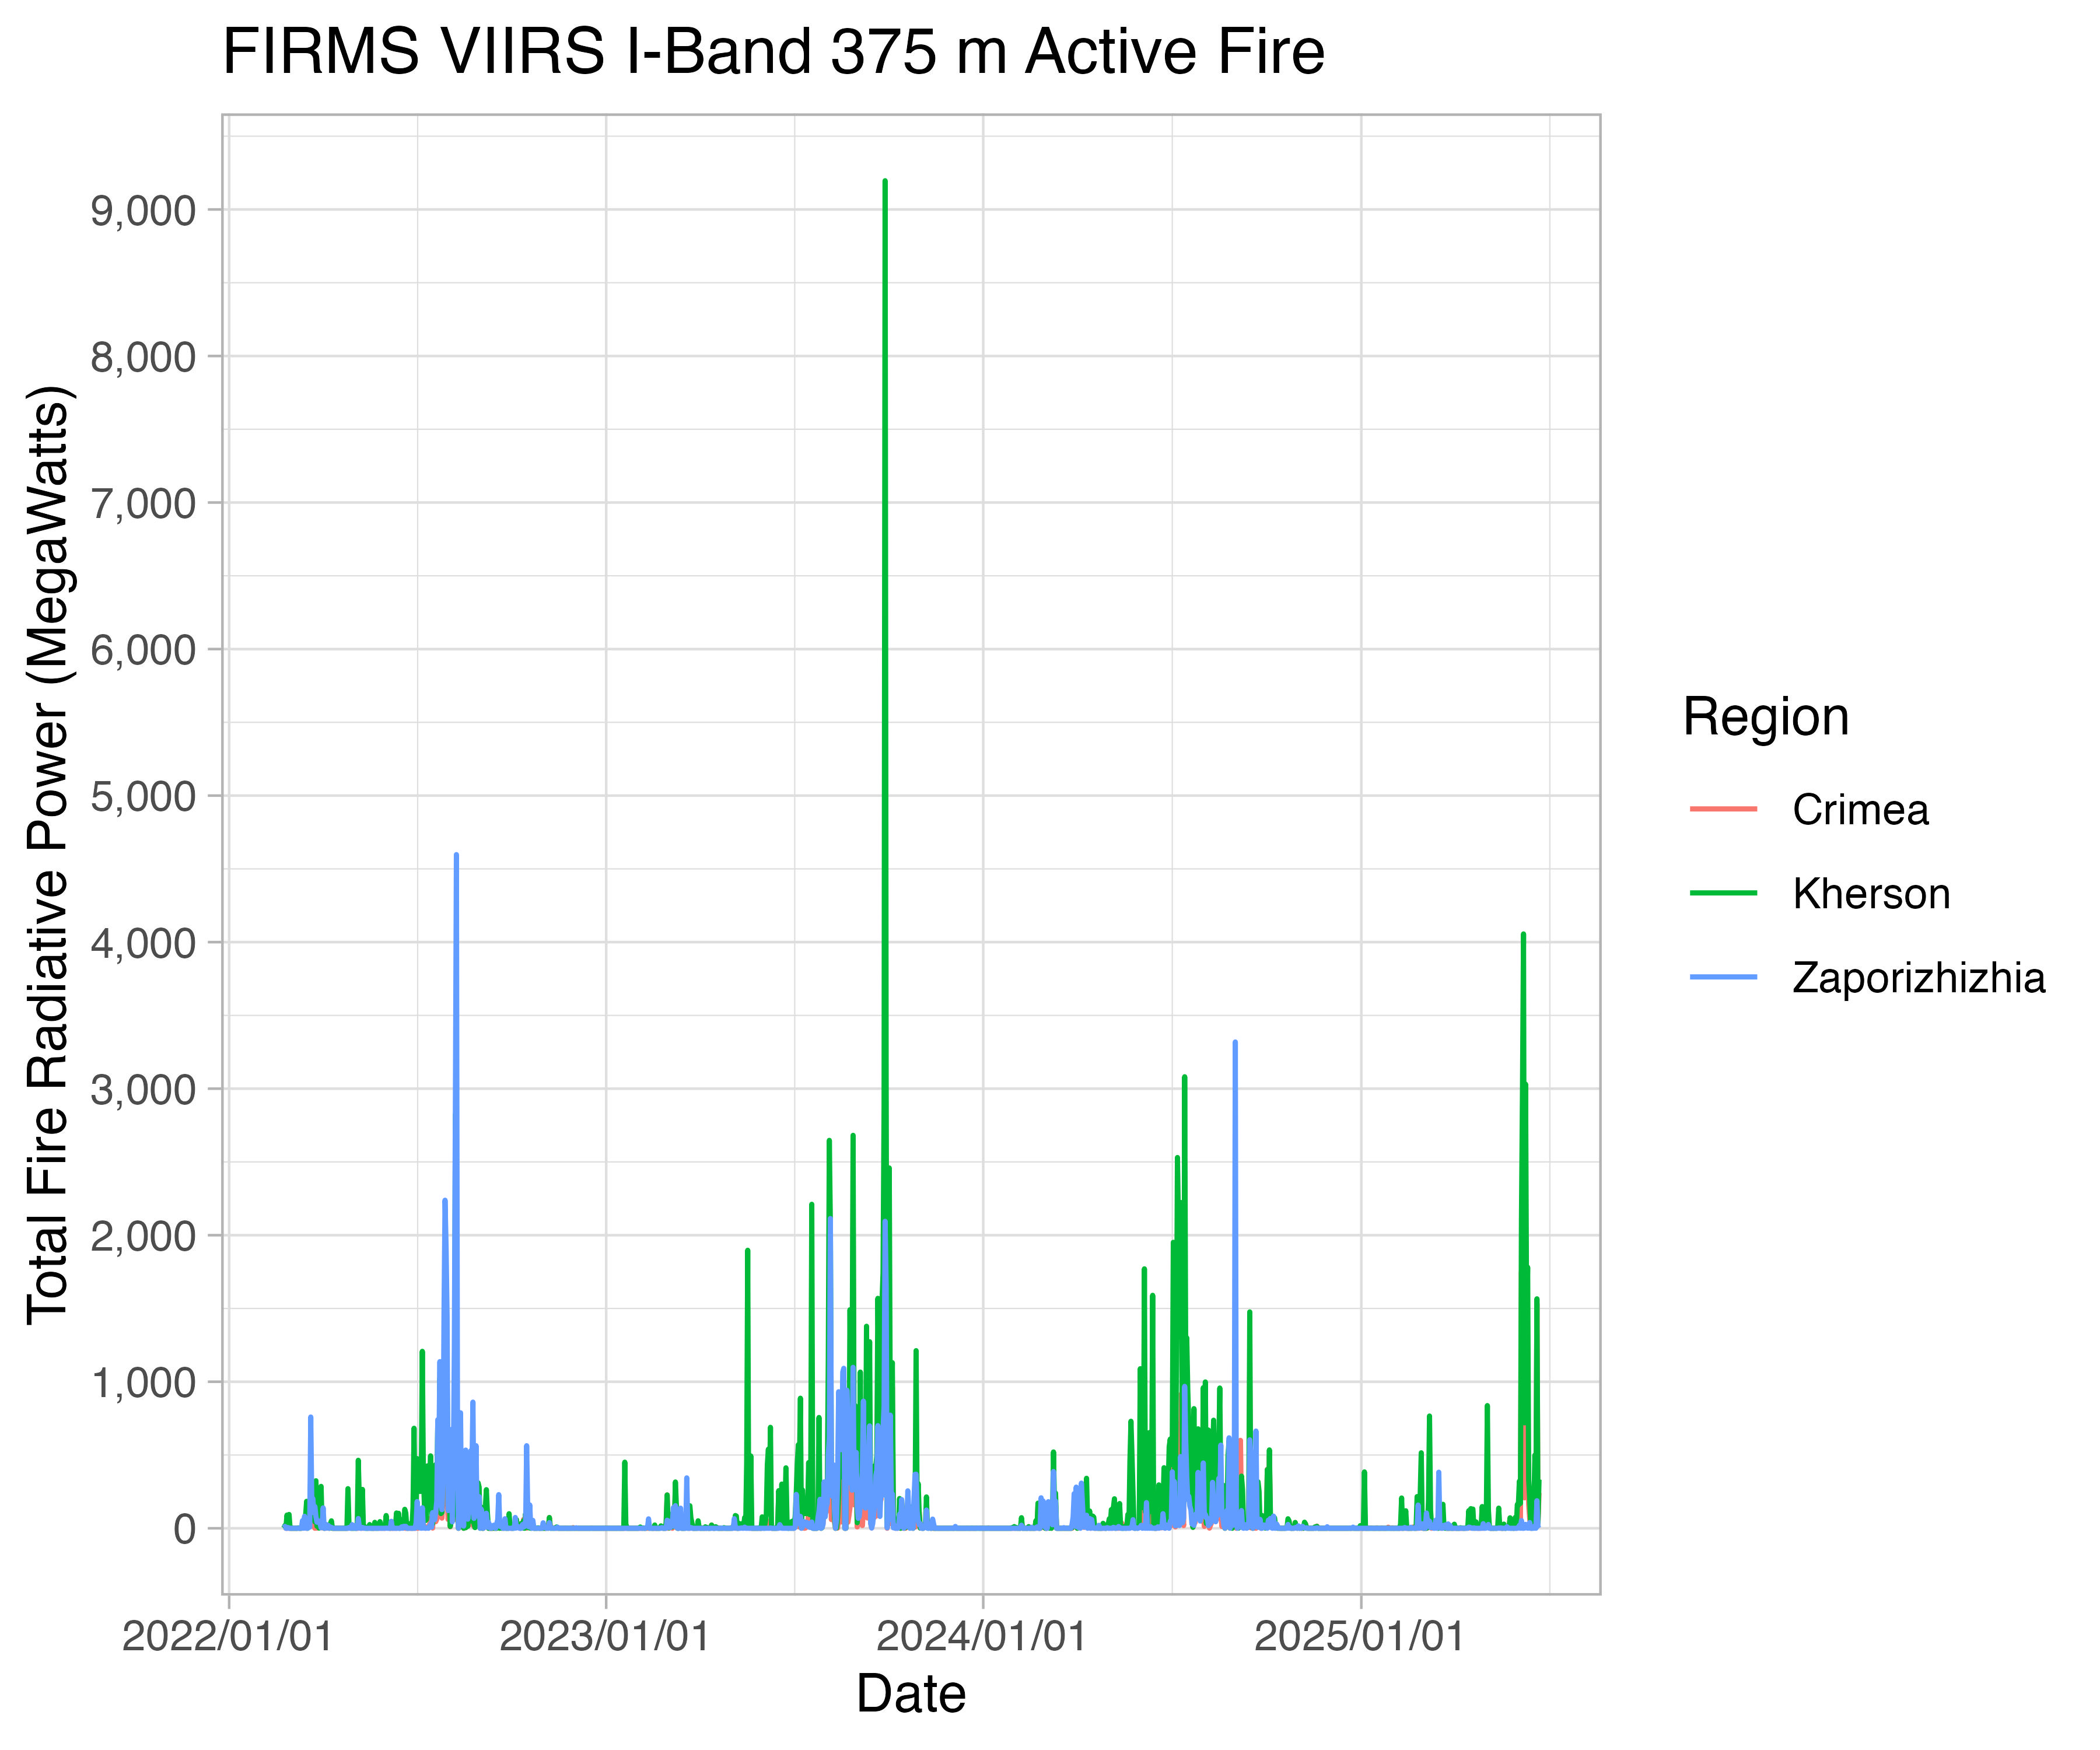 FIRMS VIIRS I-Band 375 m Active Fire
Total Fire Radiative Power (MegaWatts)
9,000
8,000
7,000
6,000
5,000
4,000
3,000
2,000
1,000
0
2022/01/01 2023/01/01 2024/01/01 2025/01/01
Date
Region
Crimea
Kherson
Zaporizhizhia